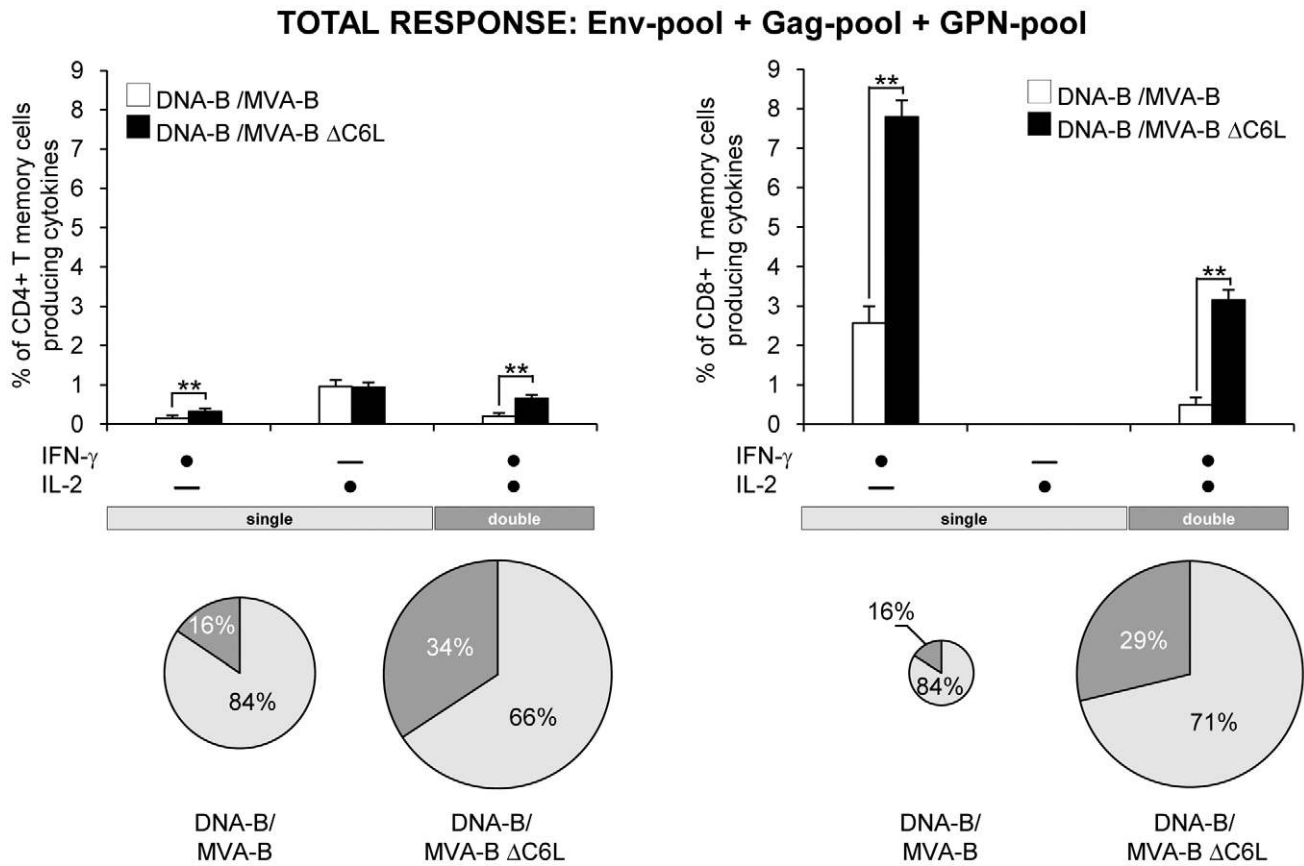 TOTAL RESPONSE: Env-pool + Gag-pool + GPN-pool
% of CD4+ T memory cells
producing cytokines
9
8
7
6
5
4
3
2
1
0
DNA-B /MVA-B
DNA-B /MVA-B ΔC6L
**
**
IFN-γ
IL-2
single
double
16%
84%
34%
66%
DNA-B/
MVA-B
DNA-B/
MVA-B ΔC6L
% of CD8+ T memory cells
producing cytokines
9
8
7
6
5
4
3
2
1
0
DNA-B /MVA-B
DNA-B /MVA-B ΔC6L
**
**
IFN-γ
IL-2
single
double
16%
84%
29%
71%
DNA-B/
MVA-B
DNA-B/
MVA-B ΔC6L